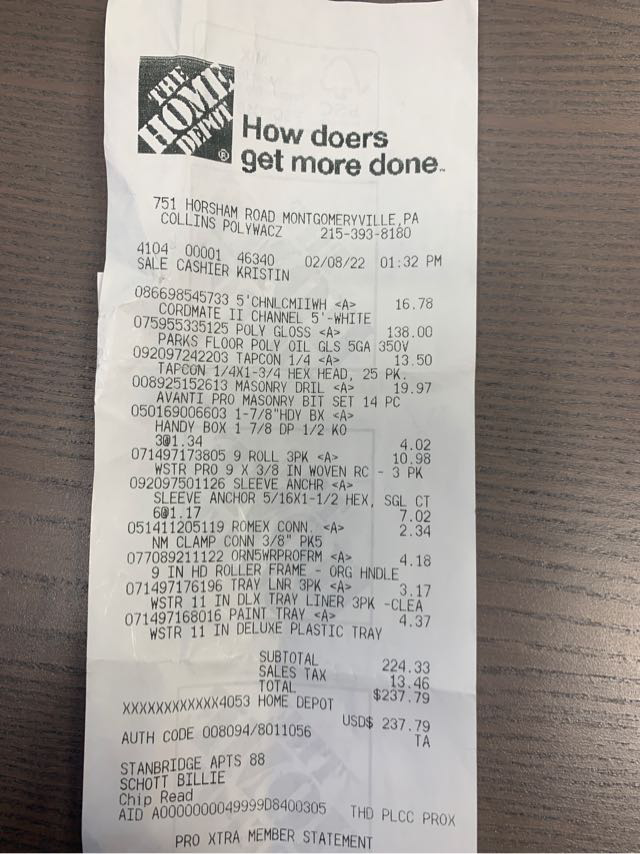 THE
HOME
DEPOT
®
How doers
get more done™
751 HORSHAM ROAD MONTGOMERYVILLE,PA
COLLINS POLYWACZ 215-393-8180
4104 00001 46340 02/08/22 01:32 PM
SALE CASHIER KRISTIN
086698545733 5'CHNLCMIIWH <A> 16.78
CORDMATE II CHANNEL 5'-WHITE
075955335125 POLY GLOSS <A> 138.00
PARKS FLOOR POLY OIL GLS 5GA 350V
092097242203 TAPCON 1/4 <A> 13.50
TAPCON 1/4X1-3/4 HEX HEAD, 25 PK.
008925152613 MASONRY DRIL <A> 19.97
AVANTI PRO MASONRY BIT SET 14 PC
050169006603 1-7/8"HDY BX <A>
HANDY BOX 1 7/8 DP 1/2 KO
3@1.34 4.02
071497173805 9 ROLL 3PK <A> 10.98
WSTR PRO 9 X 3/8 IN WOVEN RC - 3 PK
092097501126 SLEEVE ANCHR <A>
SLEEVE ANCHOR 5/16X1-1/2 HEX, SGL CT
6@1.17 7.02
051411205119 ROMEX CONN. <A> 2.34
NM CLAMP CONN 3/8" PK5
077089211122 ORN5WRPROFRM <A> 4.18
9 IN HD ROLLER FRAME - ORG HNDLE
071497176196 TRAY LNR 3PK <A> 3.17
WSTR 11 IN DLX TRAY LINER 3PK -CLEA
071497168016 PAINT TRAY <A> 4.37
WSTR 11 IN DELUXE PLASTIC TRAY
SUBTOTAL 224.33
SALES TAX 13.46
TOTAL $237.79
XXXXXXXXXXXX4053 HOME DEPOT
USD$ 237.79
AUTH CODE 008094/8011056 TA
STANBRIDGE APTS 88
SCHOTT BILLIE
Chip Read
AID A0000000049999D8400305 THD PLCC PROX
PRO XTRA MEMBER STATEMENT